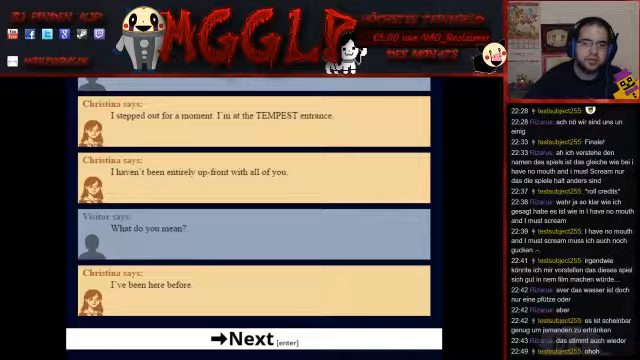 ZU FINDEN AUF:
MGGLP
HÖCHSTE TRINKGELD
€5.00 von NAO_Reclaimer
DES MONATS
Christina says:
I stepped out for a moment. I'm at the TEMPEST entrance.
Christina says:
I haven't been entirely up-front with all of you.
Visitor says:
What do you mean?
Christina says:
I've been here before.
➡Next [enter]
22:28 testsubject255:
22:28 Rizarus: ach nö wir sind uns un
einig
22:33 testsubject255: Finale!
22:33 Rizarus: ah ich vorstehe den
namen des spiels ist das gleiche wie bei i
have no mouth and i must Scream nur
das die spiele halt anders sind
22:37 testsubject255: *roll credits*
22:38 Rizarus: wahr ja so klar wie ich
gesagt habe es ist wie in I have no mouth
and i must scream
22:39 testsubject255: I have no mouth
and I must scream muss ich auch noch
gucken .-.
22:41 testsubject255: irgendwie
könnte ich mir vorstellen das dieses spiel
sich gut in nem film machen würde...
22:42 Rizarus: aver das wasser ist doch
nur eine pfütze oder
22:42 Rizarus: aber
22:42 testsubject255: es ist scheinbar
genug um jemanden zu ertränken
22:43 Rizarus: das stimmt auch wieder
22:49 testsubject255: ohoh